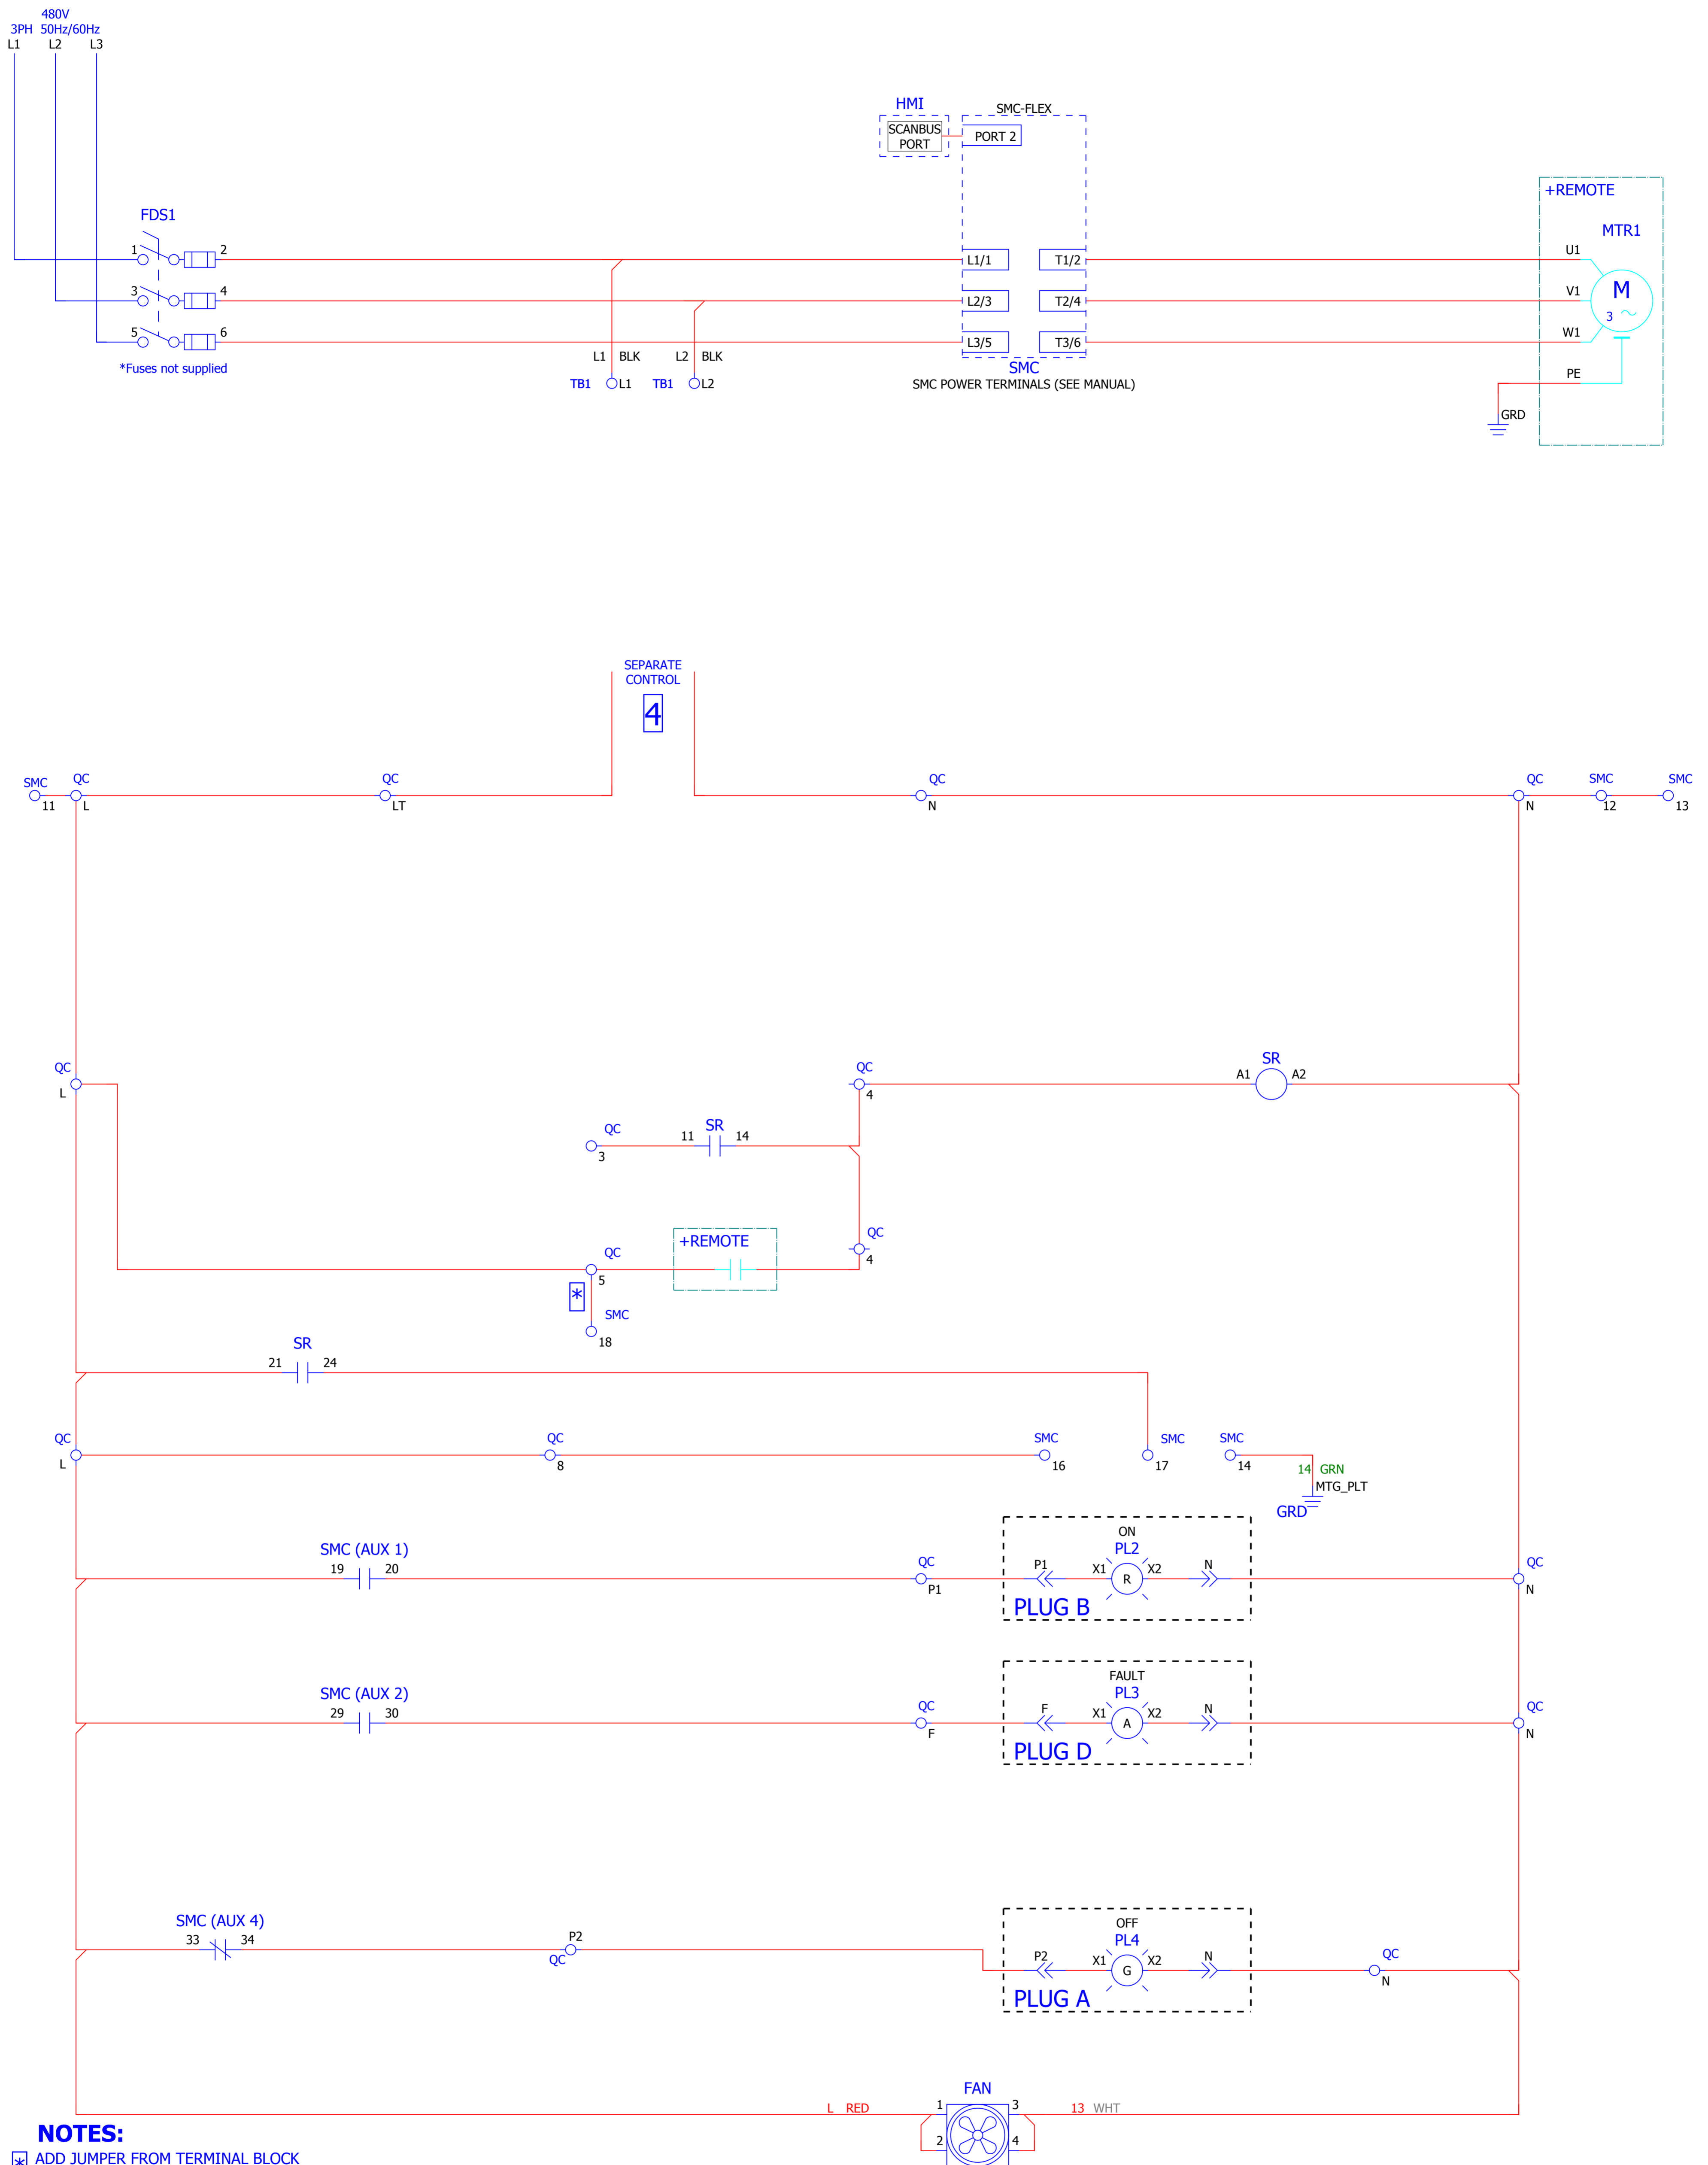 480V
3PH 50Hz/60Hz
L1 L2 L3
HMI
SMC-FLEX
SCANBUS
PORT
PORT 2
+REMOTE
FDS1
MTR1
1 2
L1/1 T1/2
U1
3 4
L2/3 T2/4
V1
M
3
5 6
L3/5 T3/6
W1
*Fuses not supplied
L1 BLK L2 BLK
SMC
TB1 L1 TB1 L2
SMC POWER TERMINALS (SEE MANUAL)
PE
GRD
SEPARATE
CONTROL
4
SMC QC QC QC QC SMC SMC
11 L LT N N 12 13
QC QC SR
L 4 A1 A2
QC SR
3 11 14
QC
4
+REMOTE
QC
5
*
SMC
18
SR
21 24
QC QC SMC SMC SMC
L 8 16 17 14
14 GRN
MTG_PLT
GRD
ON
SMC (AUX 1) PL2
19 20 QC P1 X1 R X2 N QC
P1 N
PLUG B
FAULT
SMC (AUX 2) PL3
29 30 QC F X1 A X2 N QC
F N
PLUG D
OFF
SMC (AUX 4) PL4
33 34 P2
QC
P2 X1 G X2 N QC
N
PLUG A
FAN
L RED 1 3 13 WHT
2 4
NOTES:
* ADD JUMPER FROM TERMINAL BLOCK